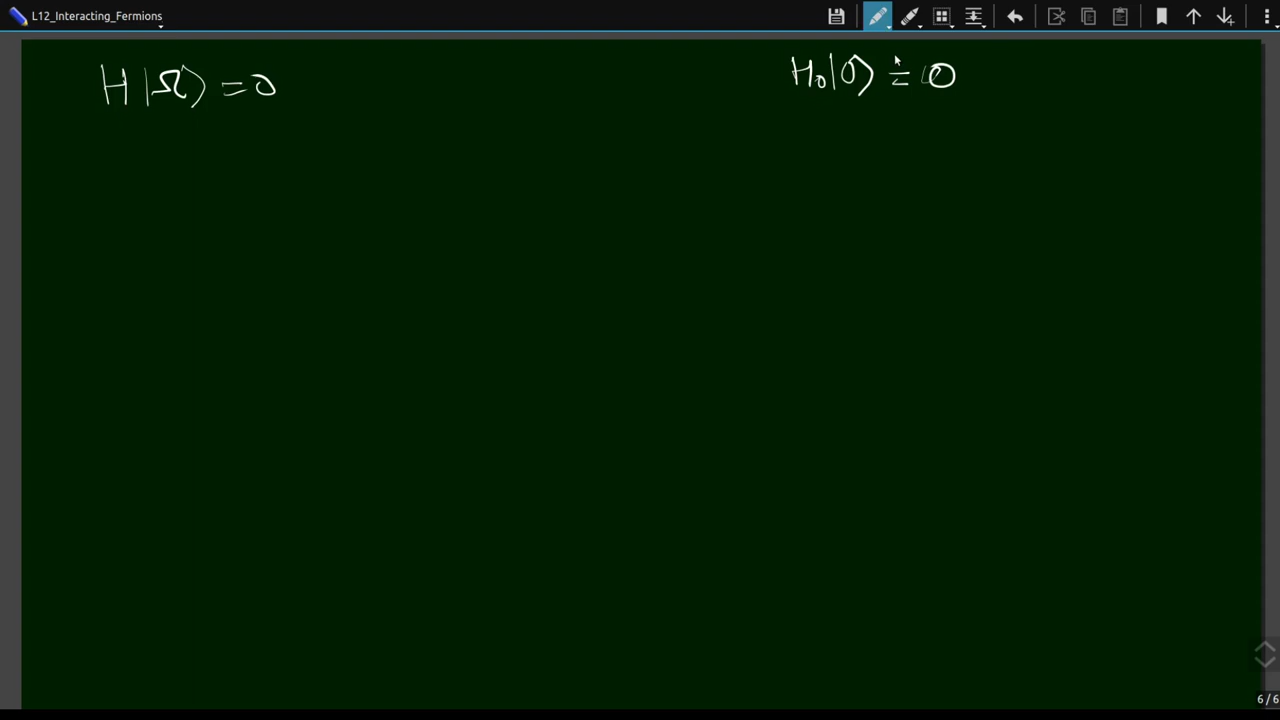 L12_Interacting_Fermions
H|Ω⟩ = 0
H₀|0⟩ = 0
6 / 6